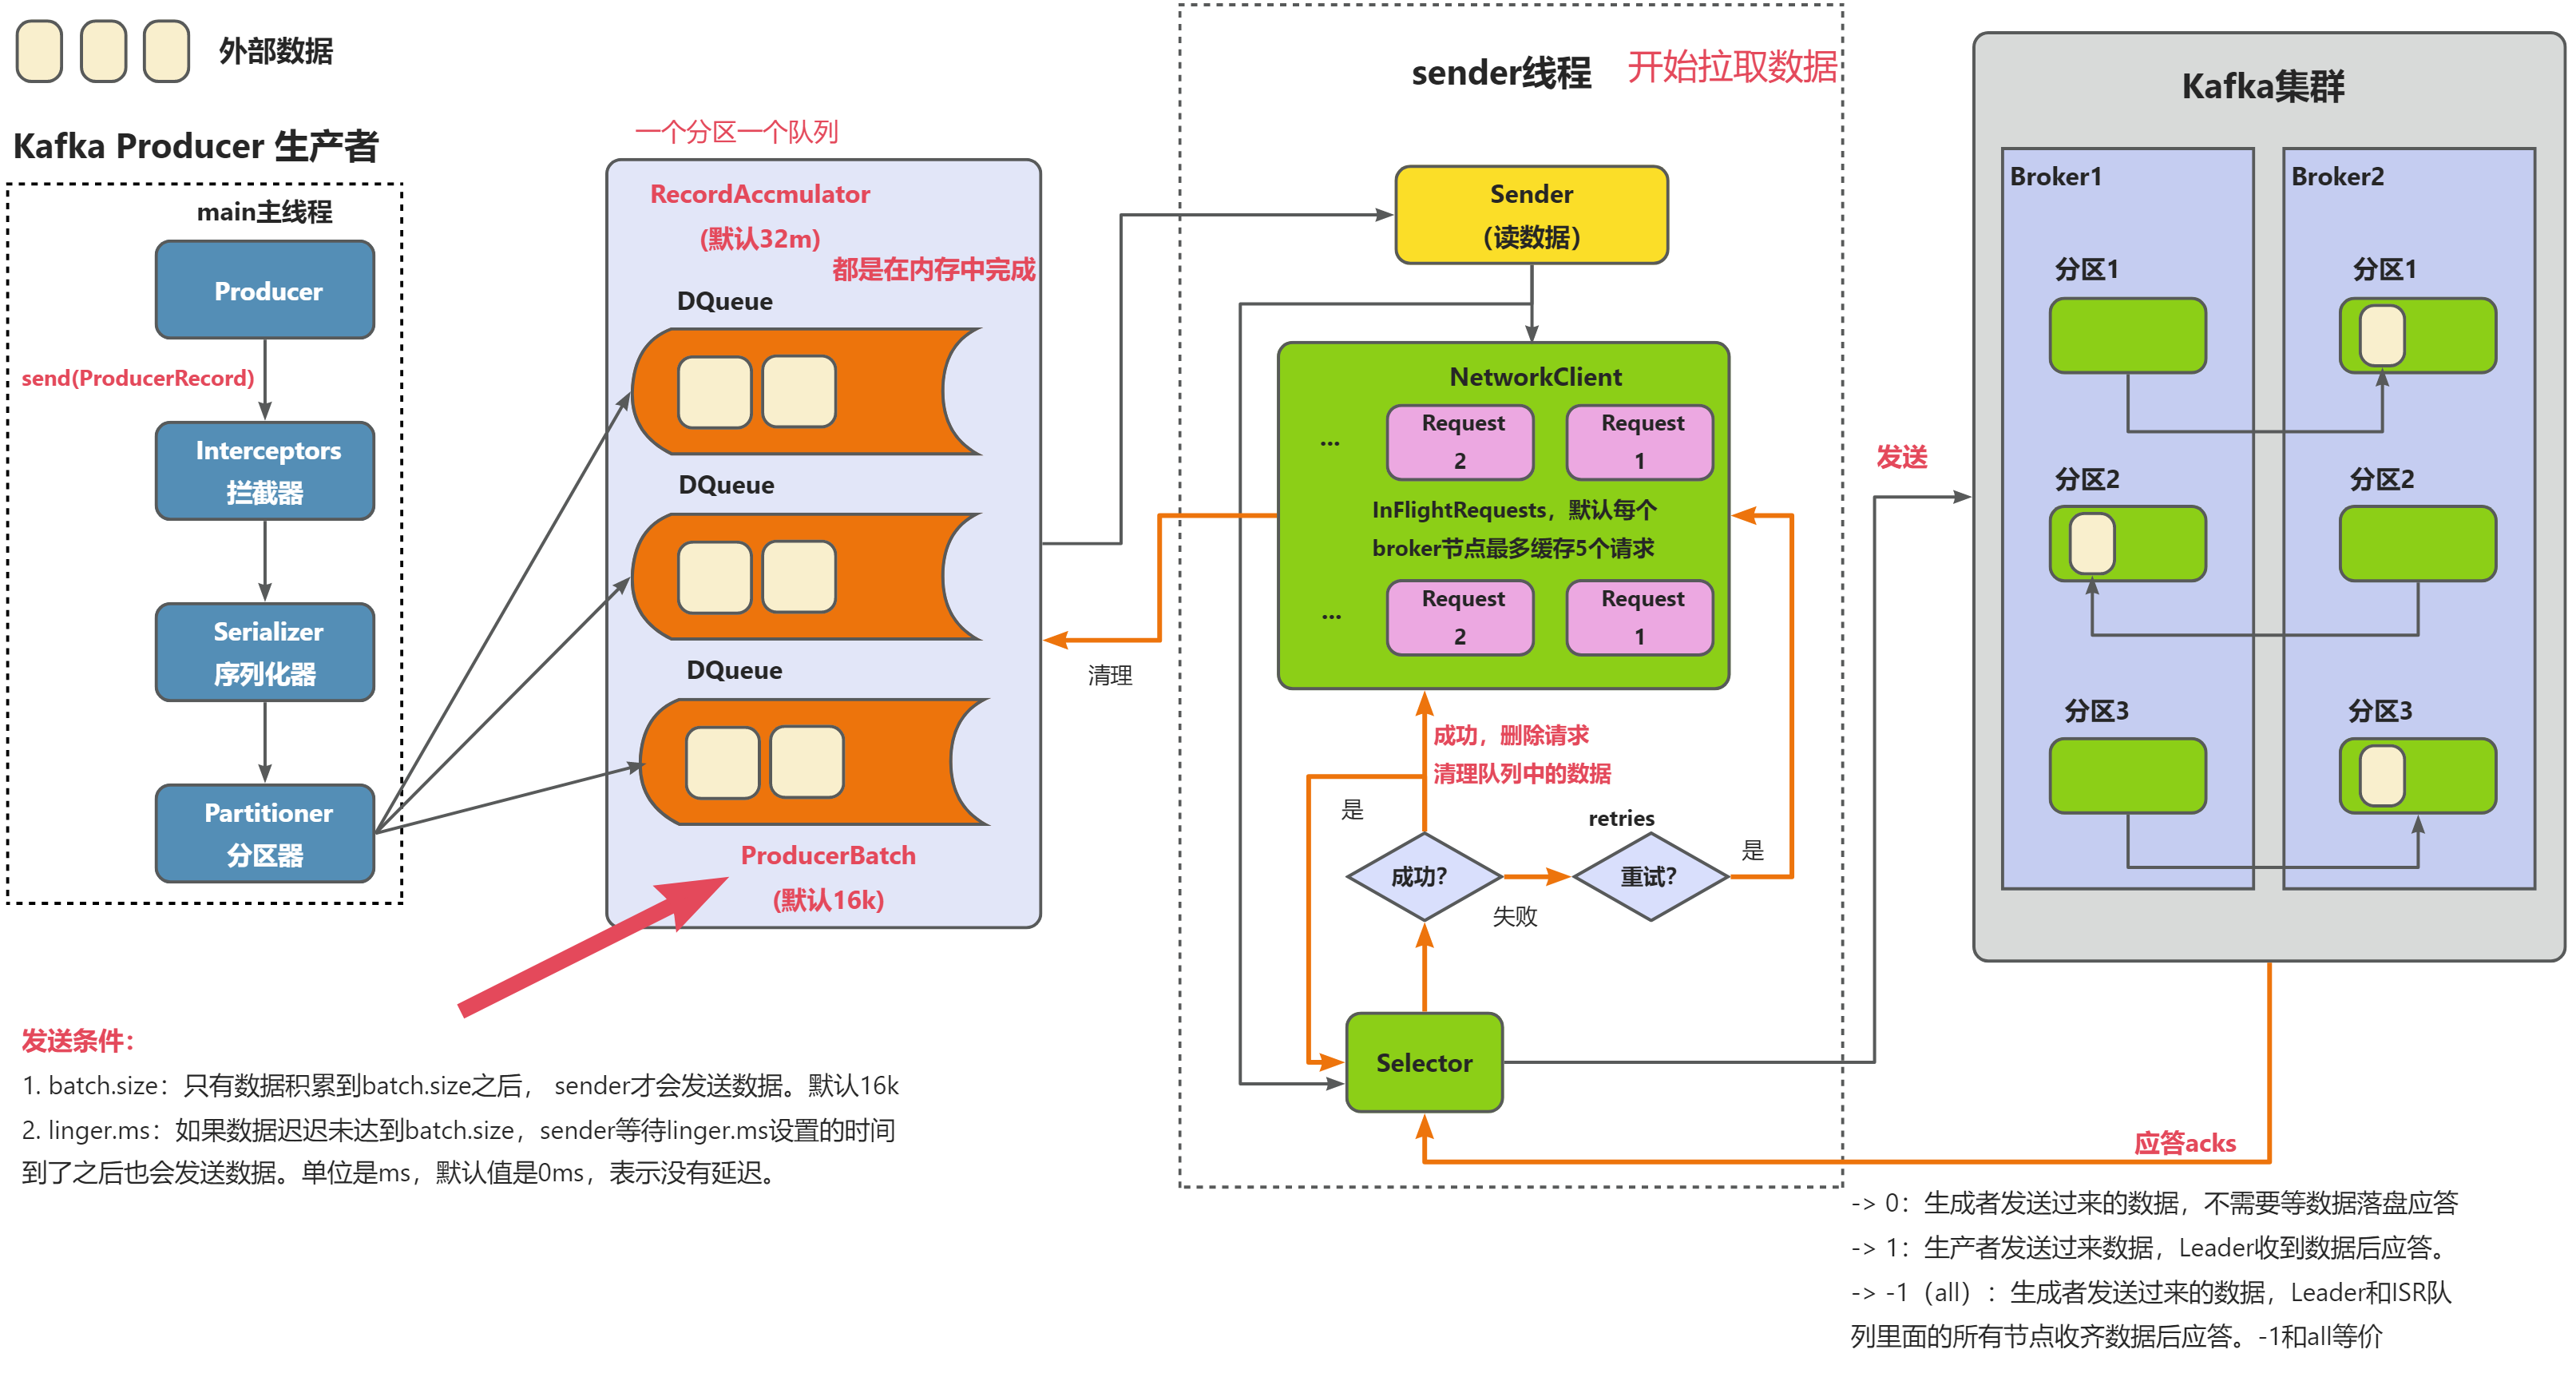 外部数据
Kafka Producer 生产者
main主线程
Producer
send(ProducerRecord)
Interceptors
拦截器
Serializer
序列化器
Partitioner
分区器
一个分区一个队列
RecordAccmulator
(默认32m)
都是在内存中完成
DQueue
DQueue
DQueue
ProducerBatch
(默认16k)
发送条件：
1. batch.size：只有数据积累到batch.size之后， sender才会发送数据。默认16k
2. linger.ms：如果数据迟迟未达到batch.size，sender等待linger.ms设置的时间
到了之后也会发送数据。单位是ms，默认值是0ms，表示没有延迟。
清理
sender线程
开始拉取数据
Sender
（读数据）
NetworkClient
...
Request
2
Request
1
InFlightRequests，默认每个
broker节点最多缓存5个请求
...
Request
2
Request
1
成功，删除请求
清理队列中的数据
是
retries
成功？
重试？
是
失败
Selector
发送
Kafka集群
Broker1
Broker2
分区1
分区1
分区2
分区2
分区3
分区3
应答acks
-> 0：生成者发送过来的数据，不需要等数据落盘应答
-> 1：生产者发送过来数据，Leader收到数据后应答。
-> -1（all）：生成者发送过来的数据，Leader和ISR队
列里面的所有节点收齐数据后应答。-1和all等价